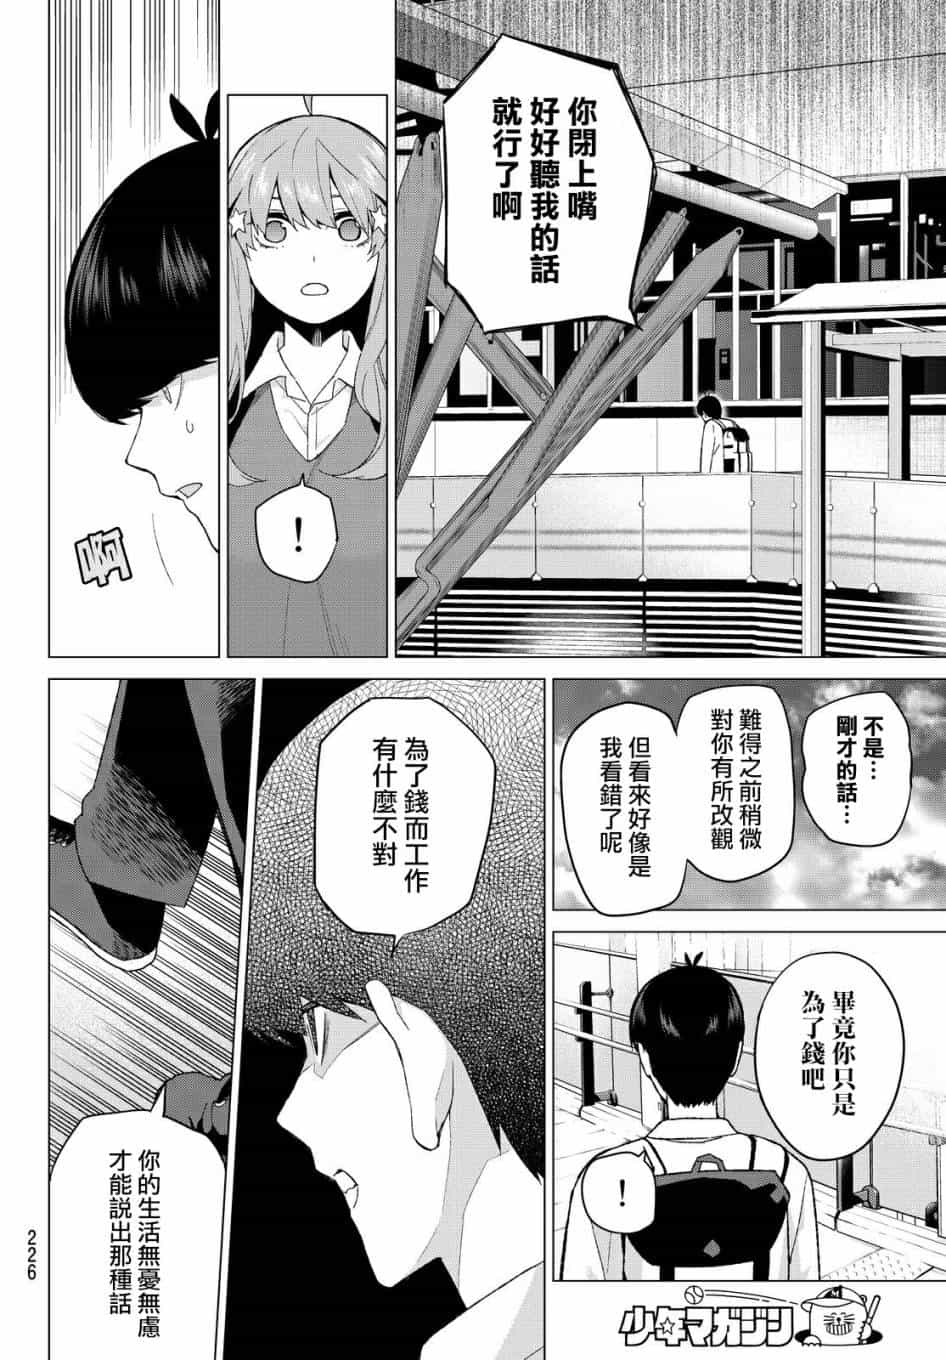 你閉上嘴
好好聽我的話
就行了啊
！
啊
不是…
剛才的話…
難得之前稍微
對你有所改觀
但看來好像是
我看錯了呢
畢竟你只是
為了錢吧
！
為了錢而工作
有什麼不對
你的生活無憂無慮
才能說出那種話
226
少年マガジン